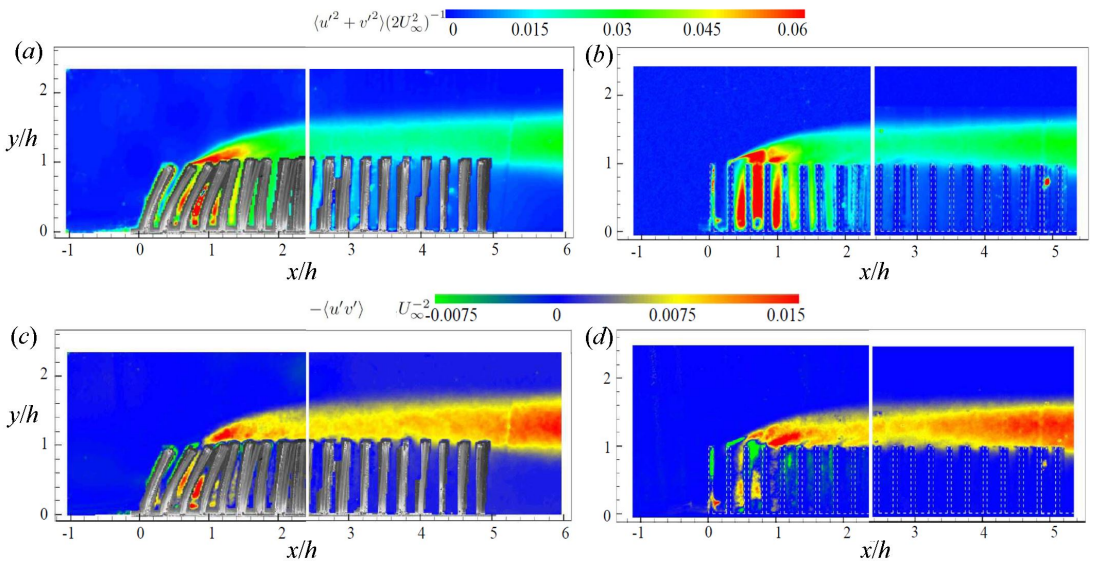 ⟨u′² + v′²⟩(2U²∞)⁻¹
0 0.015 0.03 0.045 0.06
(a) (b)
2 2
y/h
1 1
0 0
-1 0 1 2 3 4 5 6
-1 0 1 2 3 4 5
x/h x/h
−⟨u′v′⟩ U∞⁻² -0.0075 0 0.0075 0.015
(c) (d)
2 2
y/h
1 1
0 0
-1 0 1 2 3 4 5 6
-1 0 1 2 3 4 5
x/h x/h